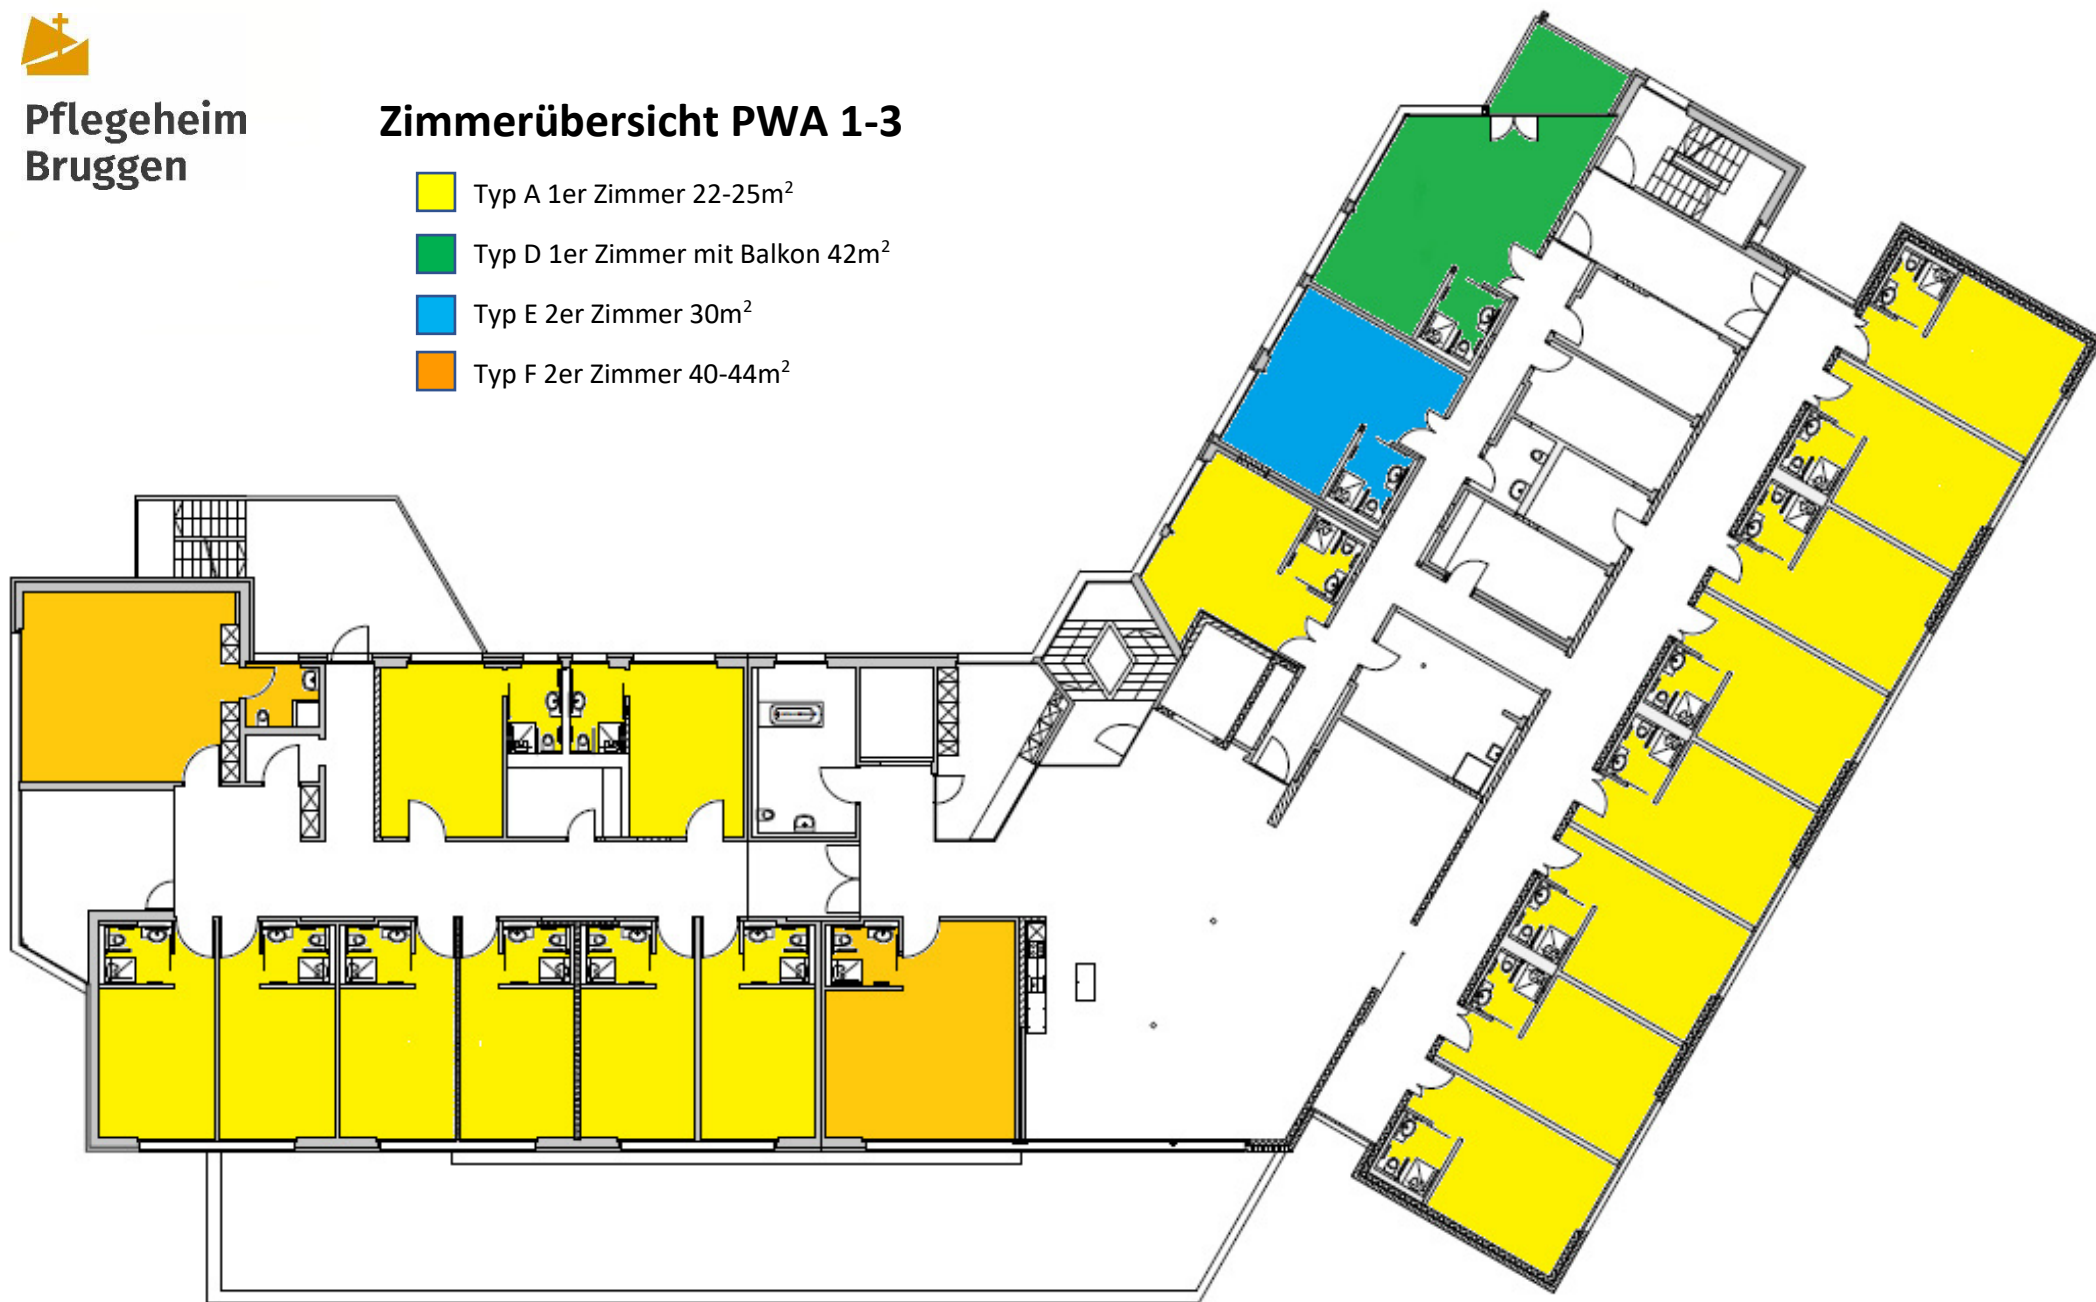 Pflegeheim
Bruggen
Zimmerübersicht PWA 1-3
Typ A 1er Zimmer 22-25m²
Typ D 1er Zimmer mit Balkon 42m²
Typ E 2er Zimmer 30m²
Typ F 2er Zimmer 40-44m²